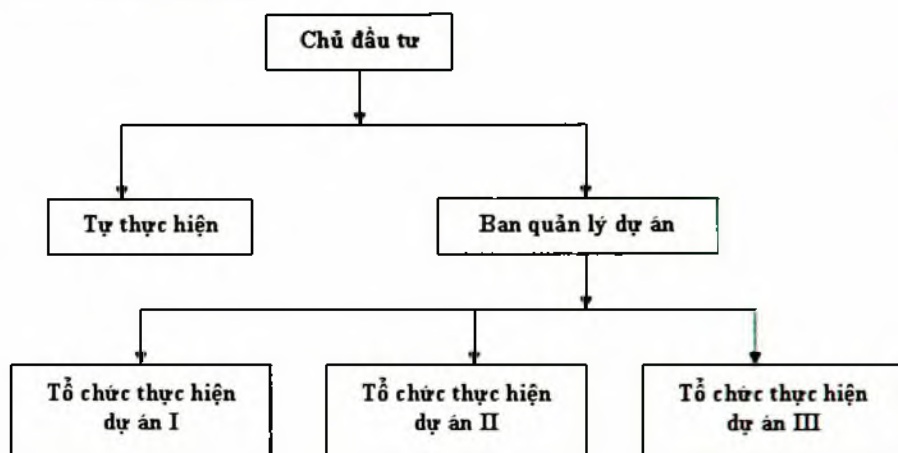 Chủ đầu tư
Tự thực hiện
Ban quản lý dự án
Tổ chức thực hiện
dự án I
Tổ chức thực hiện
dự án II
Tổ chức thực hiện
dự án III